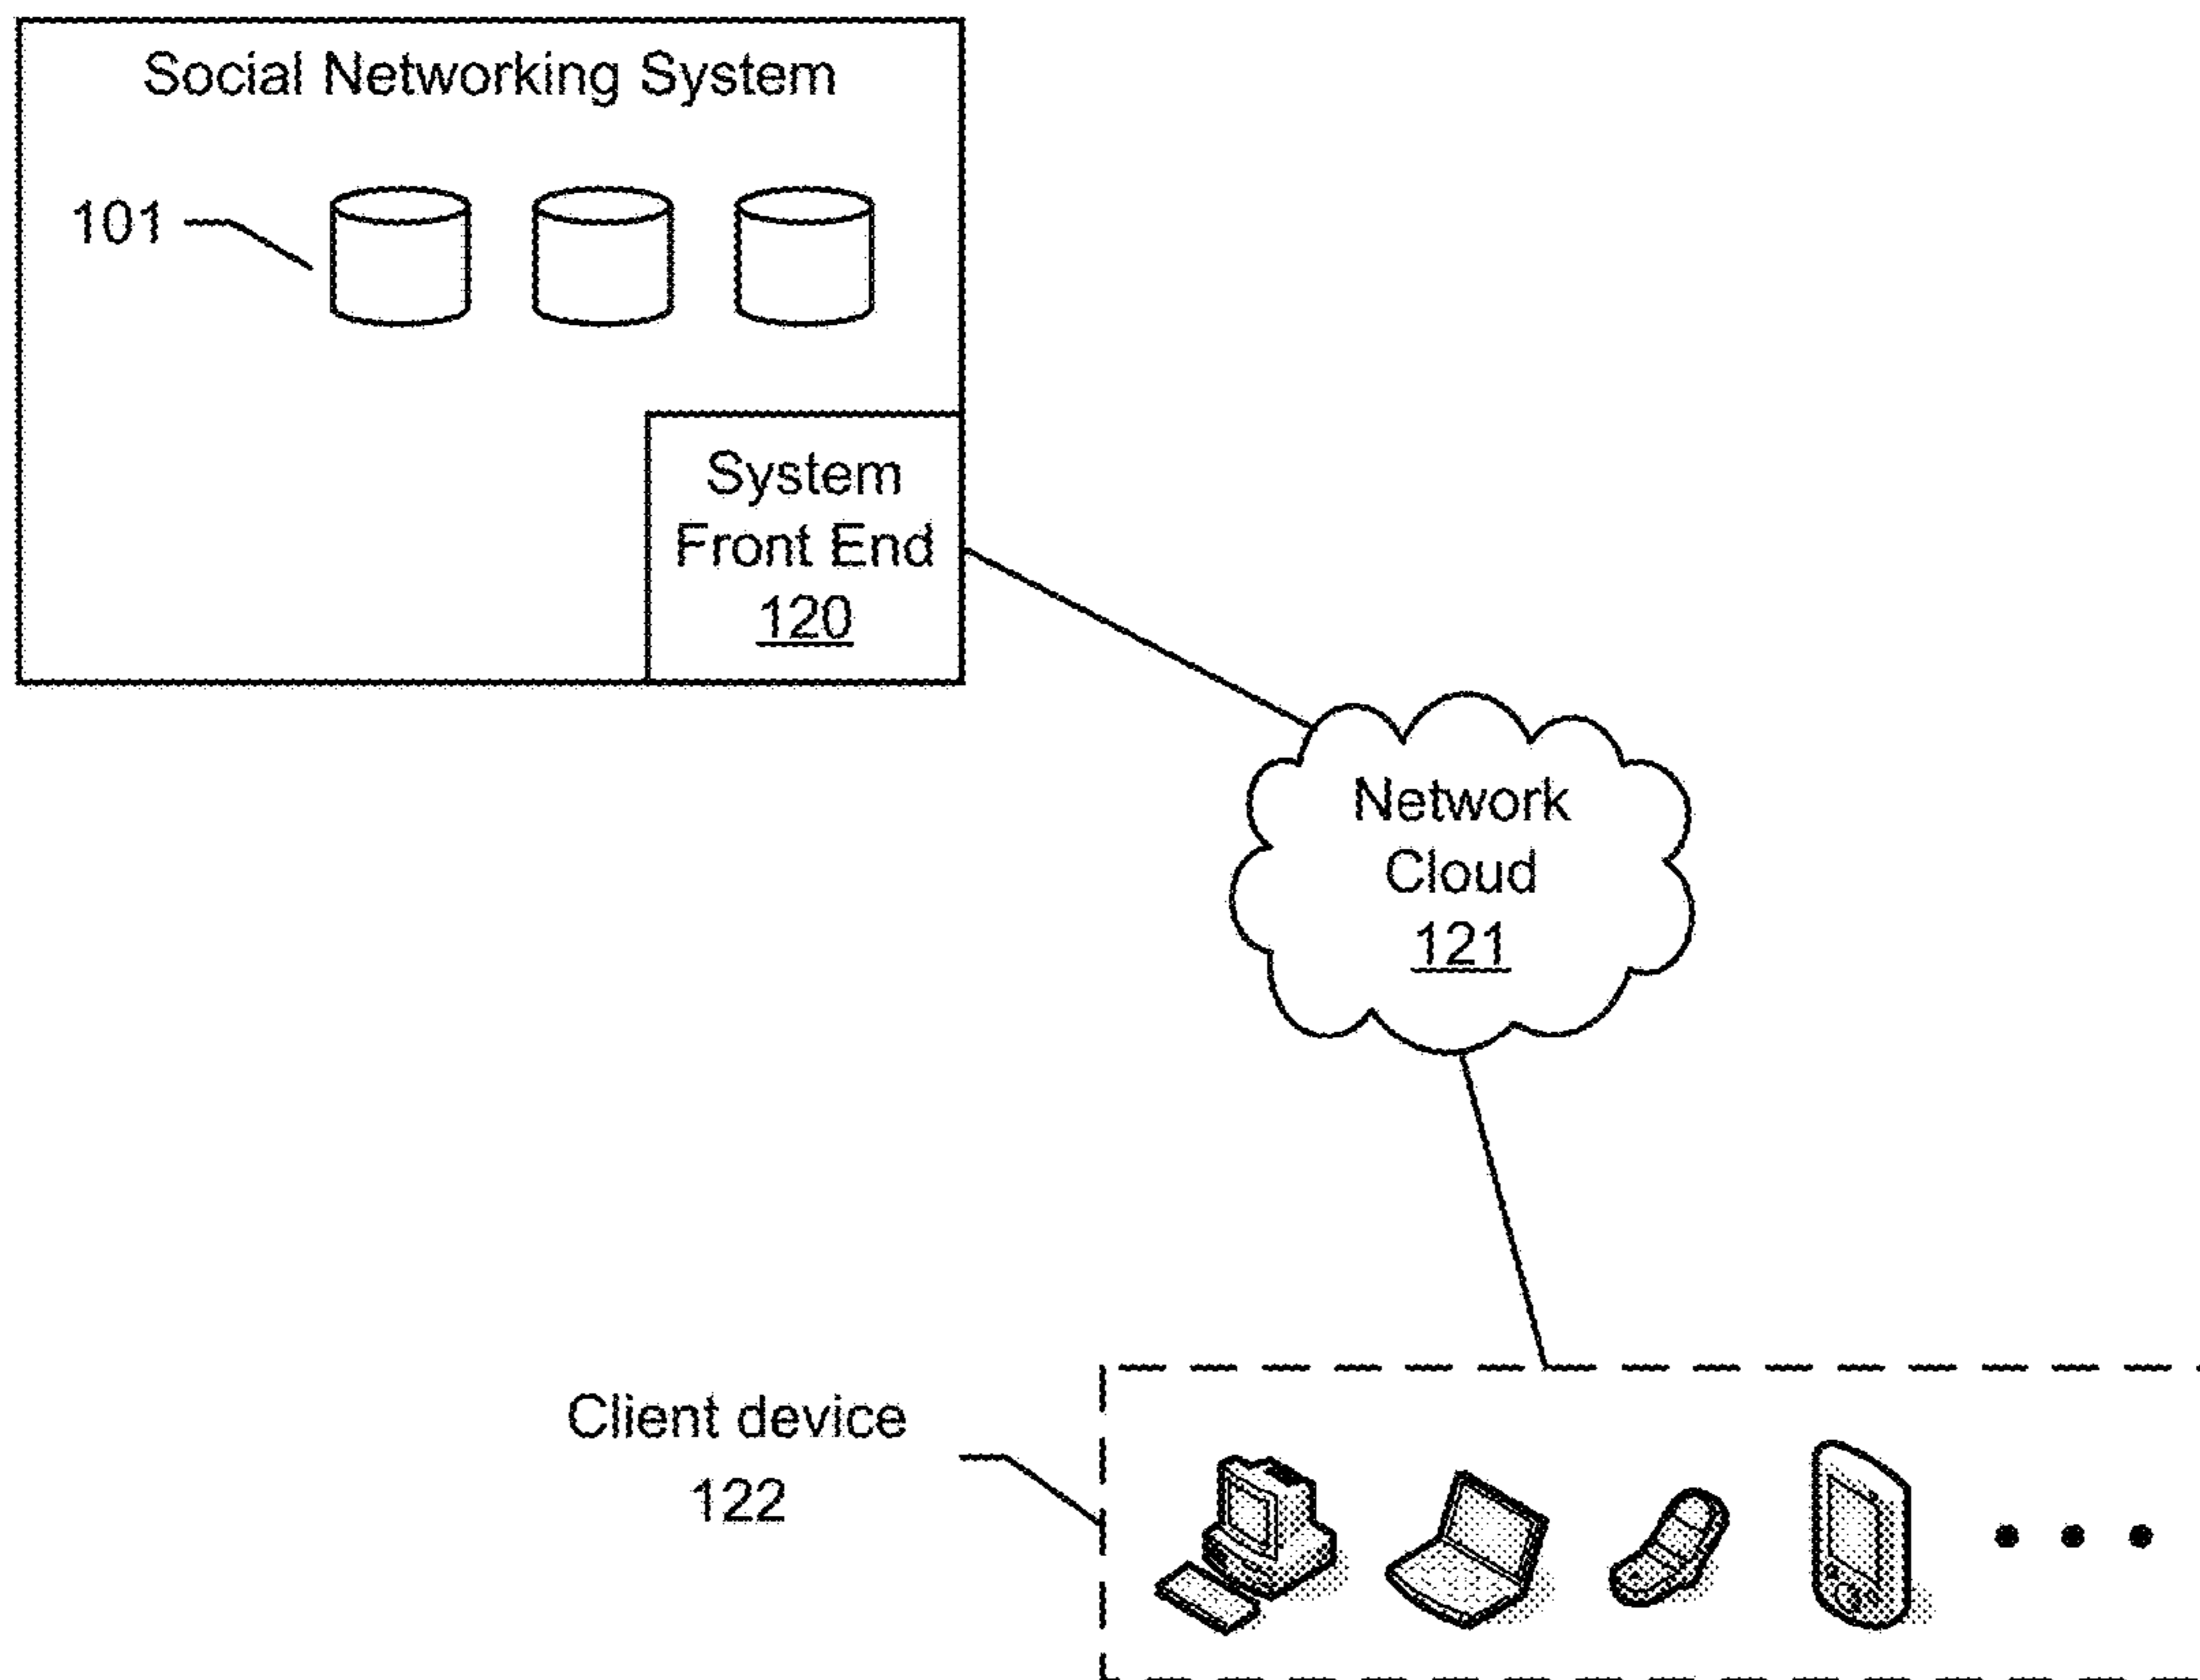 Social Networking System
101
System
Front End
120
Network
Cloud
121
Client device
122